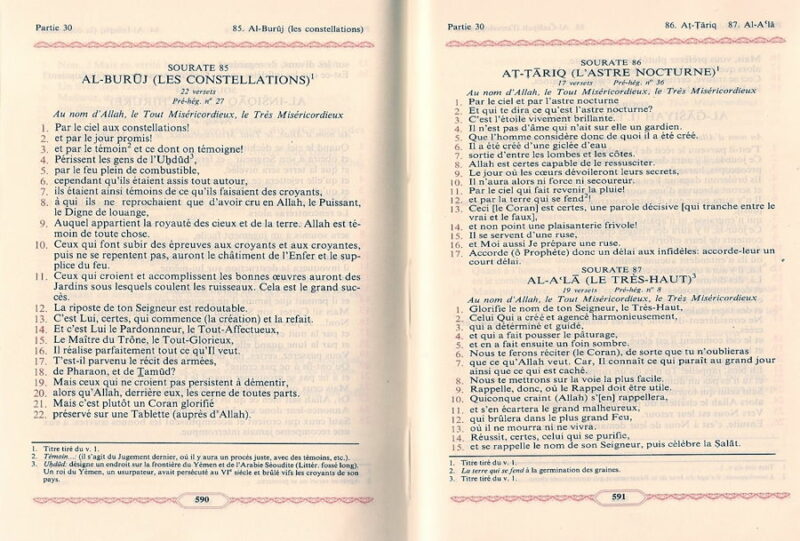 Partie 30
85. Al-Burūj (les constellations)
SOURATE 85
AL-BURŪJ (LES CONSTELLATIONS)¹
22 versets
Pré-hég. n° 27
Au nom d'Allah, le Tout Miséricordieux, le Très Miséricordieux
1. Par le ciel aux constellations!
2. et par le jour promis!
3. et par le témoin² et ce dont on témoigne!
4. Périssent les gens de l'Uḫdūd³,
5. par le feu plein de combustible,
6. cependant qu'ils étaient assis tout autour,
7. ils étaient ainsi témoins de ce qu'ils faisaient des croyants,
8. à qui ils ne reprochaient que d'avoir cru en Allah, le Puissant,
le Digne de louange,
9. Auquel appartient la royauté des cieux et de la terre. Allah est té-
moin de toute chose.
10. Ceux qui font subir des épreuves aux croyants et aux croyantes,
puis ne se repentent pas, auront le châtiment de l'Enfer et le sup-
plice du feu.
11. Ceux qui croient et accomplissent les bonnes œuvres auront des
Jardins sous lesquels coulent les ruisseaux. Cela est le grand suc-
cès.
12. La riposte de ton Seigneur est redoutable.
13. C'est Lui, certes, qui commence (la création) et la refait.
14. Et c'est Lui le Pardonnneur, le Tout-Affectueux,
15. Le Maître du Trône, le Tout-Glorieux,
16. Il réalise parfaitement tout ce qu'Il veut.
17. T'est-il parvenu le récit des armées,
18. de Pharaon, et de Ṯamūd?
19. Mais ceux qui ne croient pas persistent à démentir,
20. alors qu'Allah, derrière eux, les cerne de toutes parts.
21. Mais c'est plutôt un Coran glorifié
22. préservé sur une Tablette (auprès d'Allah).
1. Titre tiré du v. 1.
2. Témoin... (il s'agit du Jugement dernier, où il y aura un procès juste, avec des témoins, etc.).
3. Uḫdūd: désigne un endroit sur la frontière du Yémen et de l'Arabie Séoudite (Littér. fossé long).
Un roi du Yémen, un usurpateur, avait persécuté au VIᵉ siècle et brûlé vifs les croyants de son
pays.
590
Partie 30
86. Aṭ-Ṭāriq 87. Al-A‘lā
SOURATE 86
AṬ-ṬĀRIQ (L'ASTRE NOCTURNE)¹
17 versets Pré-hég. n° 36
Au nom d'Allah, le Tout Miséricordieux, le Très Miséricordieux
1. Par le ciel et par l'astre nocturne
2. Et qui te dira ce qu'est l'astre nocturne?
3. C'est l'étoile vivement brillante.
4. Il n'est pas d'âme qui n'ait sur elle un gardien.
5. Que l'homme considère donc de quoi il a été créé.
6. Il a été créé d'une giclée d'eau
7. sortie d'entre les lombes et les côtes.
8. Allah est certes capable de le ressusciter.
9. Le jour où les cœurs dévoileront leurs secrets,
10. Il n'aura alors ni force ni secoureur.
11. Par le ciel qui fait revenir la pluie!
12. et par la terre qui se fend²!
13. Ceci [le Coran] est certes, une parole décisive [qui tranche entre le
vrai et le faux],
14. et non point une plaisanterie frivole!
15. Ils se servent d'une ruse,
16. et Moi aussi Je prépare une ruse.
17. Accorde (ô Prophète) donc un délai aux infidèles: accorde-leur un
court délai.
SOURATE 87
AL-A‘LĀ (LE TRÈS-HAUT)³
19 versets Pré-hég. n° 8
Au nom d'Allah, le Tout Miséricordieux, le Très Miséricordieux
1. Glorifie le nom de ton Seigneur, le Très-Haut,
2. Celui Qui a créé et agencé harmonieusement,
3. qui a déterminé et guidé,
4. et qui a fait pousser le pâturage,
5. et en a fait ensuite un foin sombre.
6. Nous te ferons réciter (le Coran), de sorte que tu n'oublieras
7. que ce qu'Allah veut. Car, Il connaît ce qui paraît au grand jour
ainsi que ce qui est caché.
8. Nous te mettrons sur la voie la plus facile.
9. Rappelle, donc, où le Rappel doit être utile.
10. Quiconque craint (Allah) s'[en] rappellera,
11. et s'en écartera le grand malheureux,
12. qui brûlera dans le plus grand Feu,
13. où il ne mourra ni ne vivra.
14. Réussit, certes, celui qui se purifie,
15. et se rappelle le nom de son Seigneur, puis célèbre la Ṣalāt.
1. Titre tiré du v. 1.
2. La terre qui se fend à la germination des graines.
3. Titre tiré du v. 1.
591